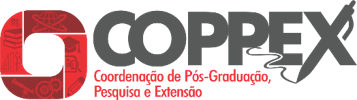 COPPEX
Coordenação de Pós-Graduação,
Pesquisa e Extensão